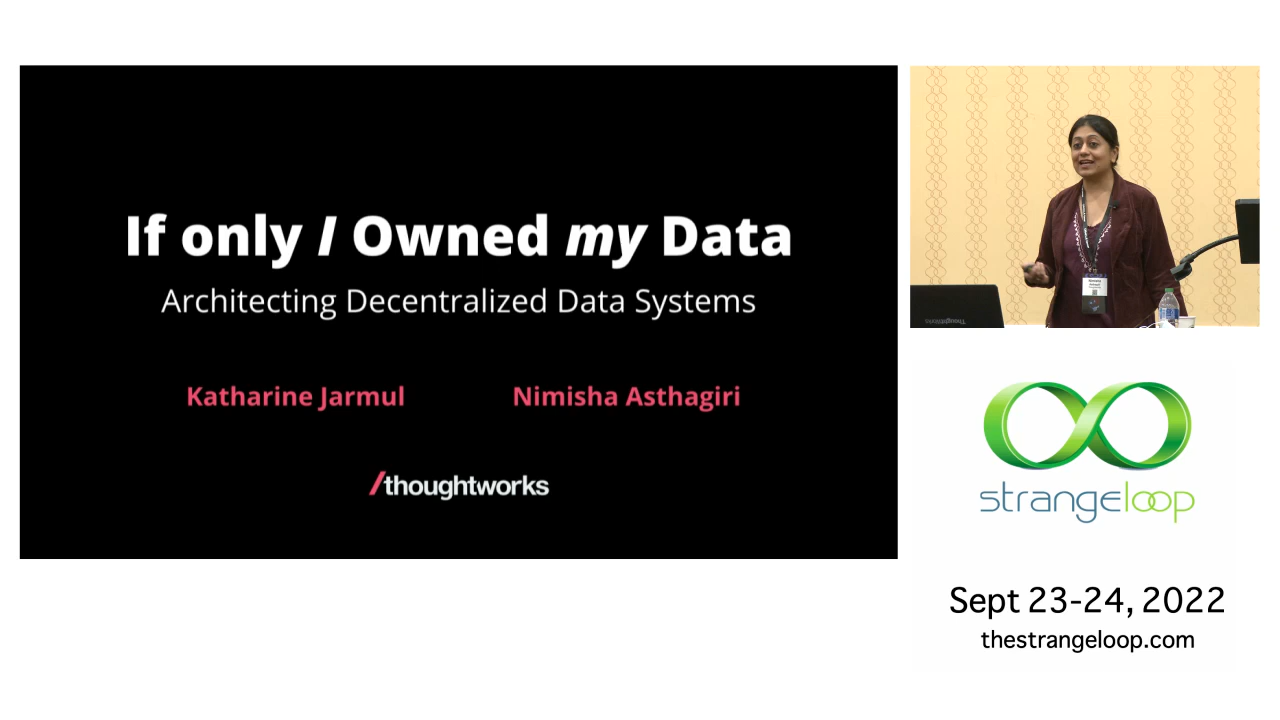 If only I Owned my Data
Architecting Decentralized Data Systems
Katharine Jarmul
Nimisha Asthagiri
/thoughtworks
strangeloop
Sept 23-24, 2022
thestrangeloop.com